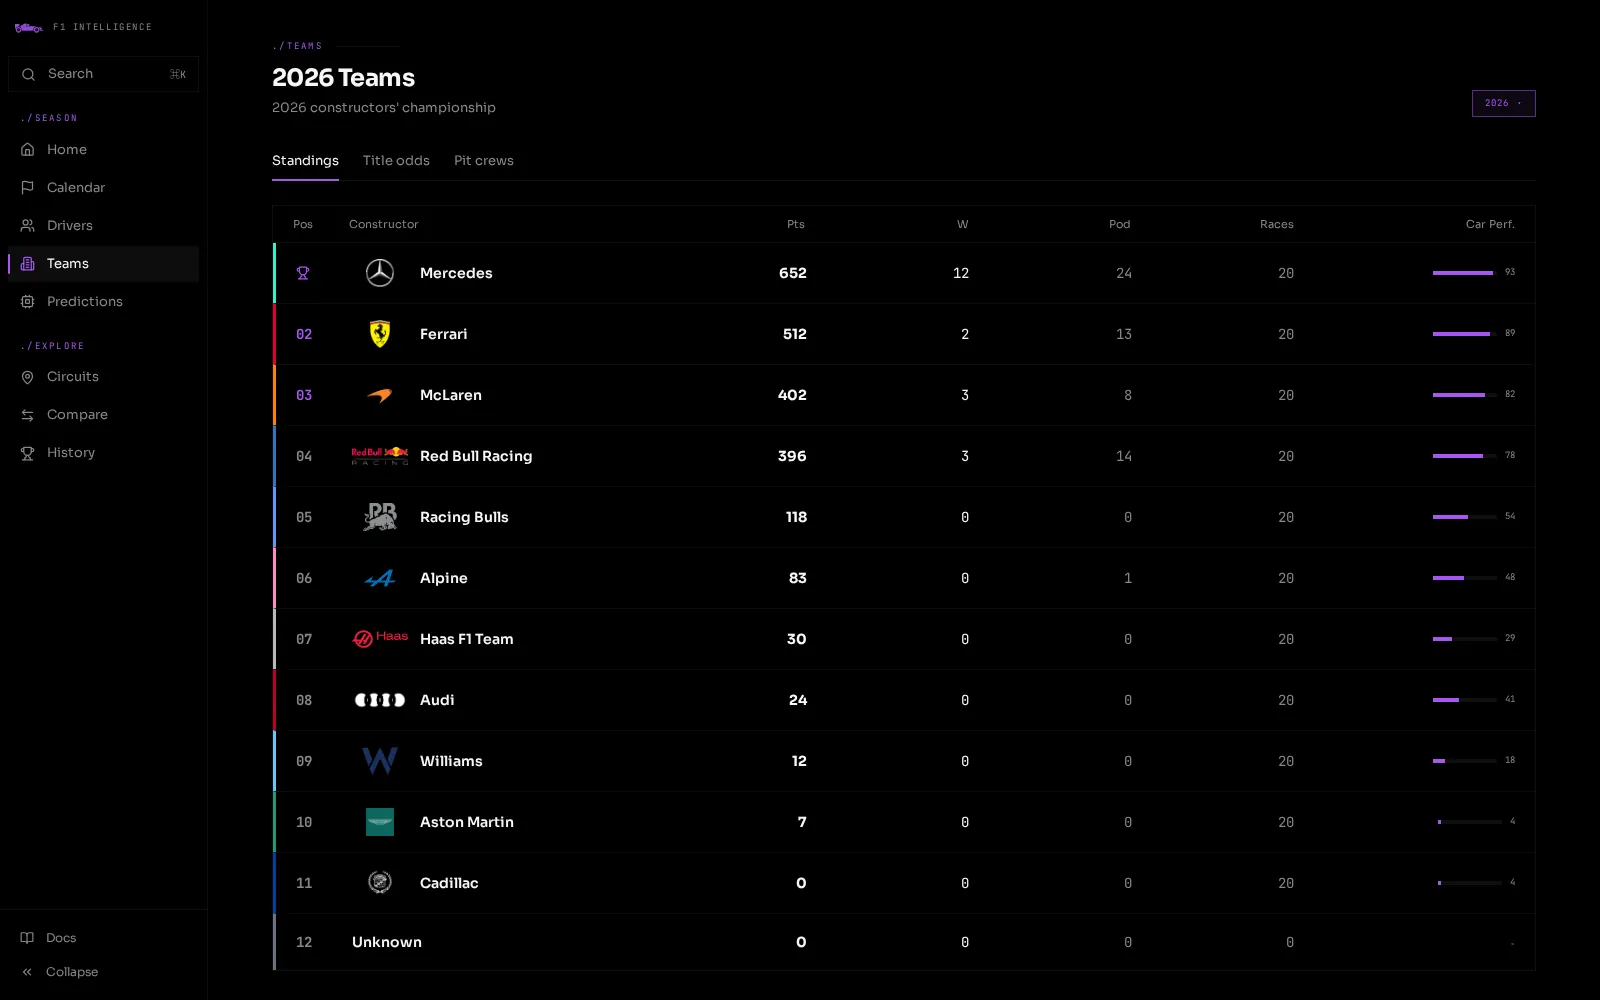 F1 INTELLIGENCE
Search ⌘K
./SEASON
Home
Calendar
Drivers
Teams
Predictions
./EXPLORE
Circuits
Compare
History
Docs
Collapse
./TEAMS
2026 Teams
2026 constructors' championship
2026 ·
Standings Title odds Pit crews
Pos Constructor Pts W Pod Races Car Perf.
Mercedes 652 12 24 20 93
02 Ferrari 512 2 13 20 89
03 McLaren 402 3 8 20 82
04 Red Bull RACING Red Bull Racing 396 3 14 20 78
05 Racing Bulls 118 0 0 20 54
06 Alpine 83 0 1 20 48
07 Haas Haas F1 Team 30 0 0 20 29
08 Audi 24 0 0 20 41
09 Williams 12 0 0 20 18
10 Aston Martin 7 0 0 20 4
11 Cadillac 0 0 0 20 4
12 Unknown 0 0 0 0 -